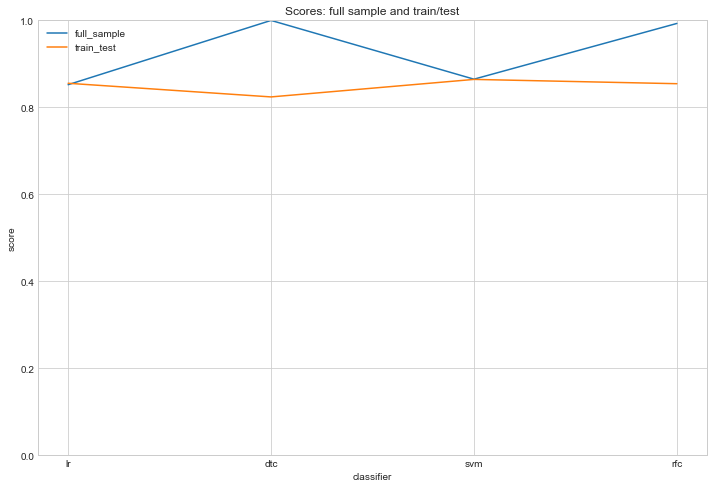 Scores: full sample and train/test
1.0
full_sample
train_test
0.8
0.6
score
0.4
0.2
0.0
lr
dtc
svm
rfc
classifier